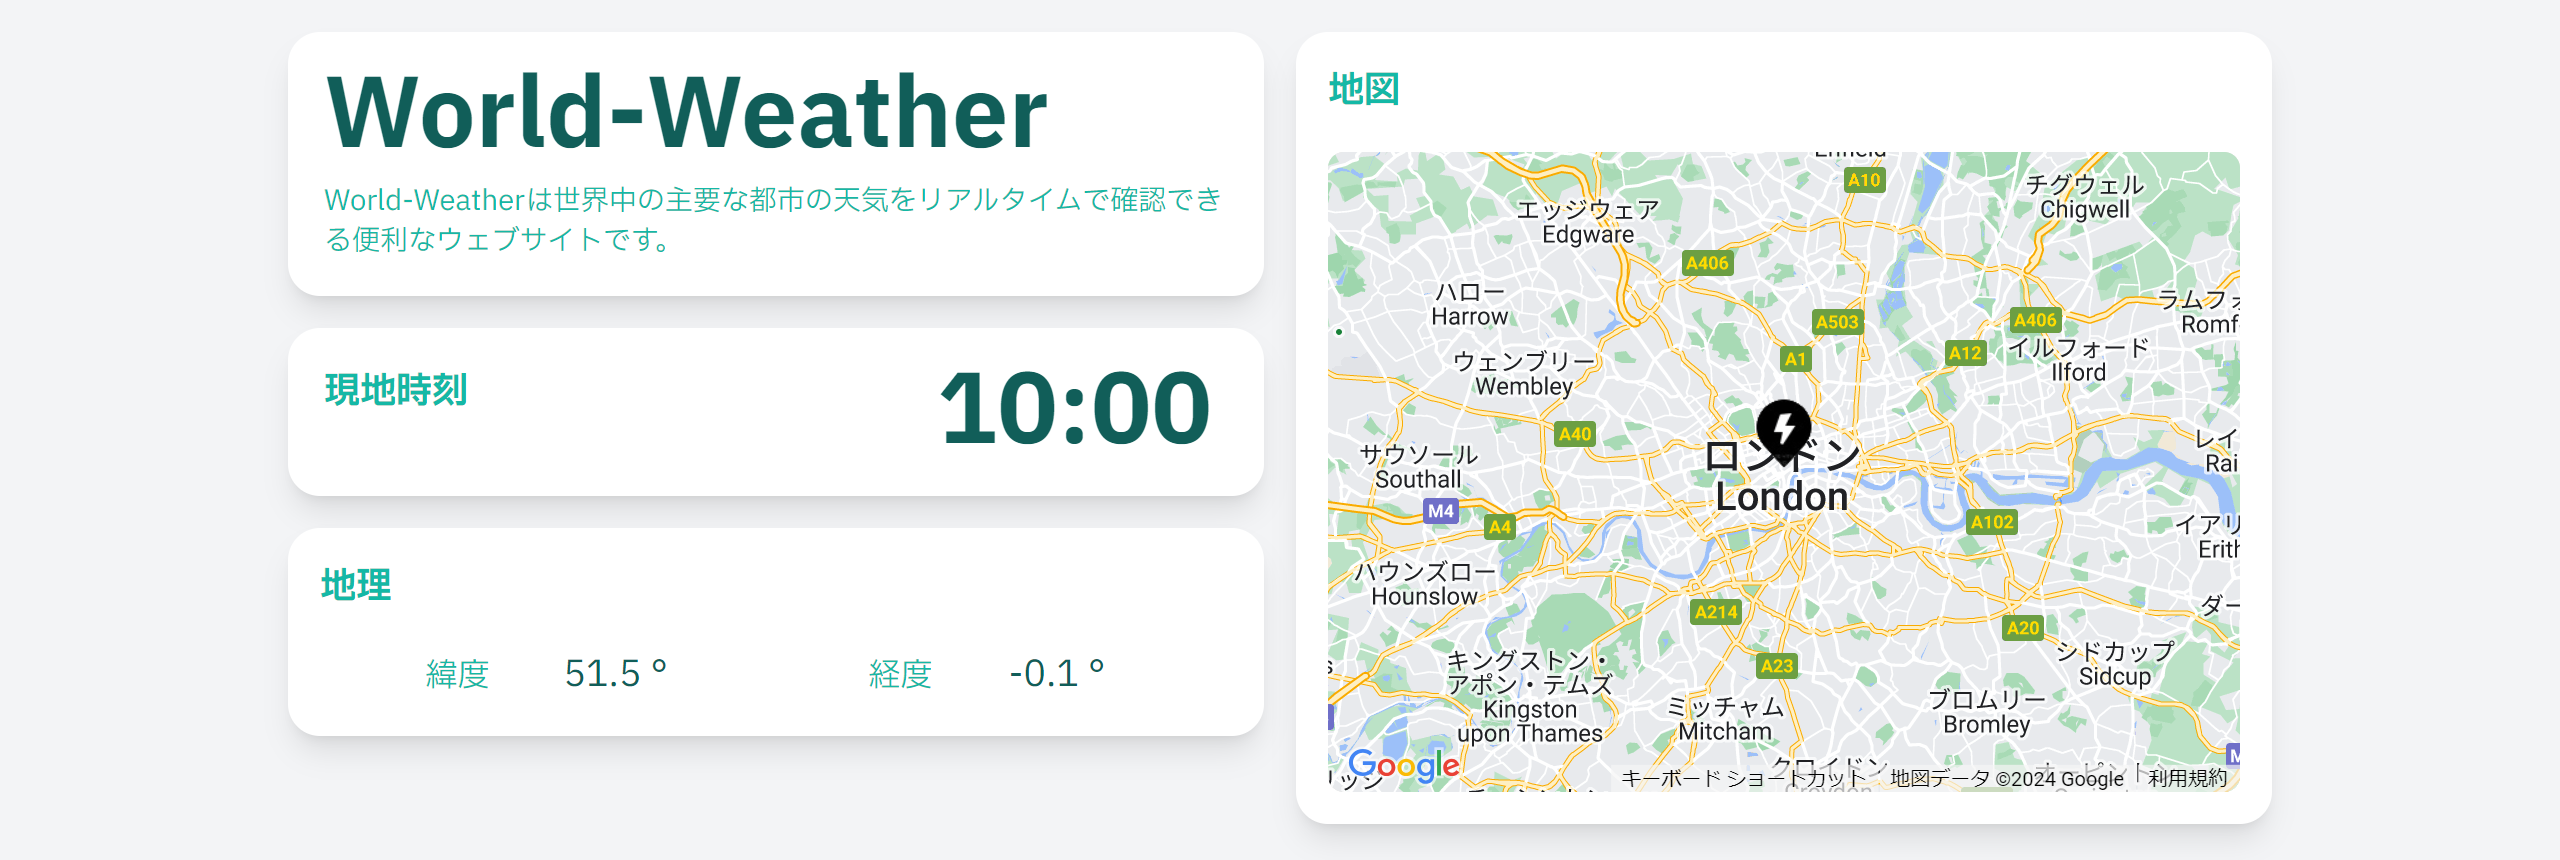 World-Weather
World-Weatherは世界中の主要な都市の天気をリアルタイムで確認でき
る便利なウェブサイトです。
現地時刻
10:00
地理
緯度 51.5 ° 経度 -0.1 °
地図
A10
チグウェル
Chigwell
エッジウェア
Edgware
A406
ハロー
Harrow
ラムフォ
Romf
A503
A406
A1
A12
イルフォード
Ilford
ウェンブリー
Wembley
A40
サウソール
Southall
ロンドン
London
レイ
Rai
M4
A4
A102
イアリ
Erith
ハウンズロー
Hounslow
A214
ダー
A20
キングストン・
アポン・テムズ
Kingston
upon Thames
A23
シドカップ
Sidcup
ミッチャム
Mitcham
ブロムリー
Bromley
クロイドン
Croydon
Google
キーボード ショートカット 地図データ ©2024 Google 利用規約